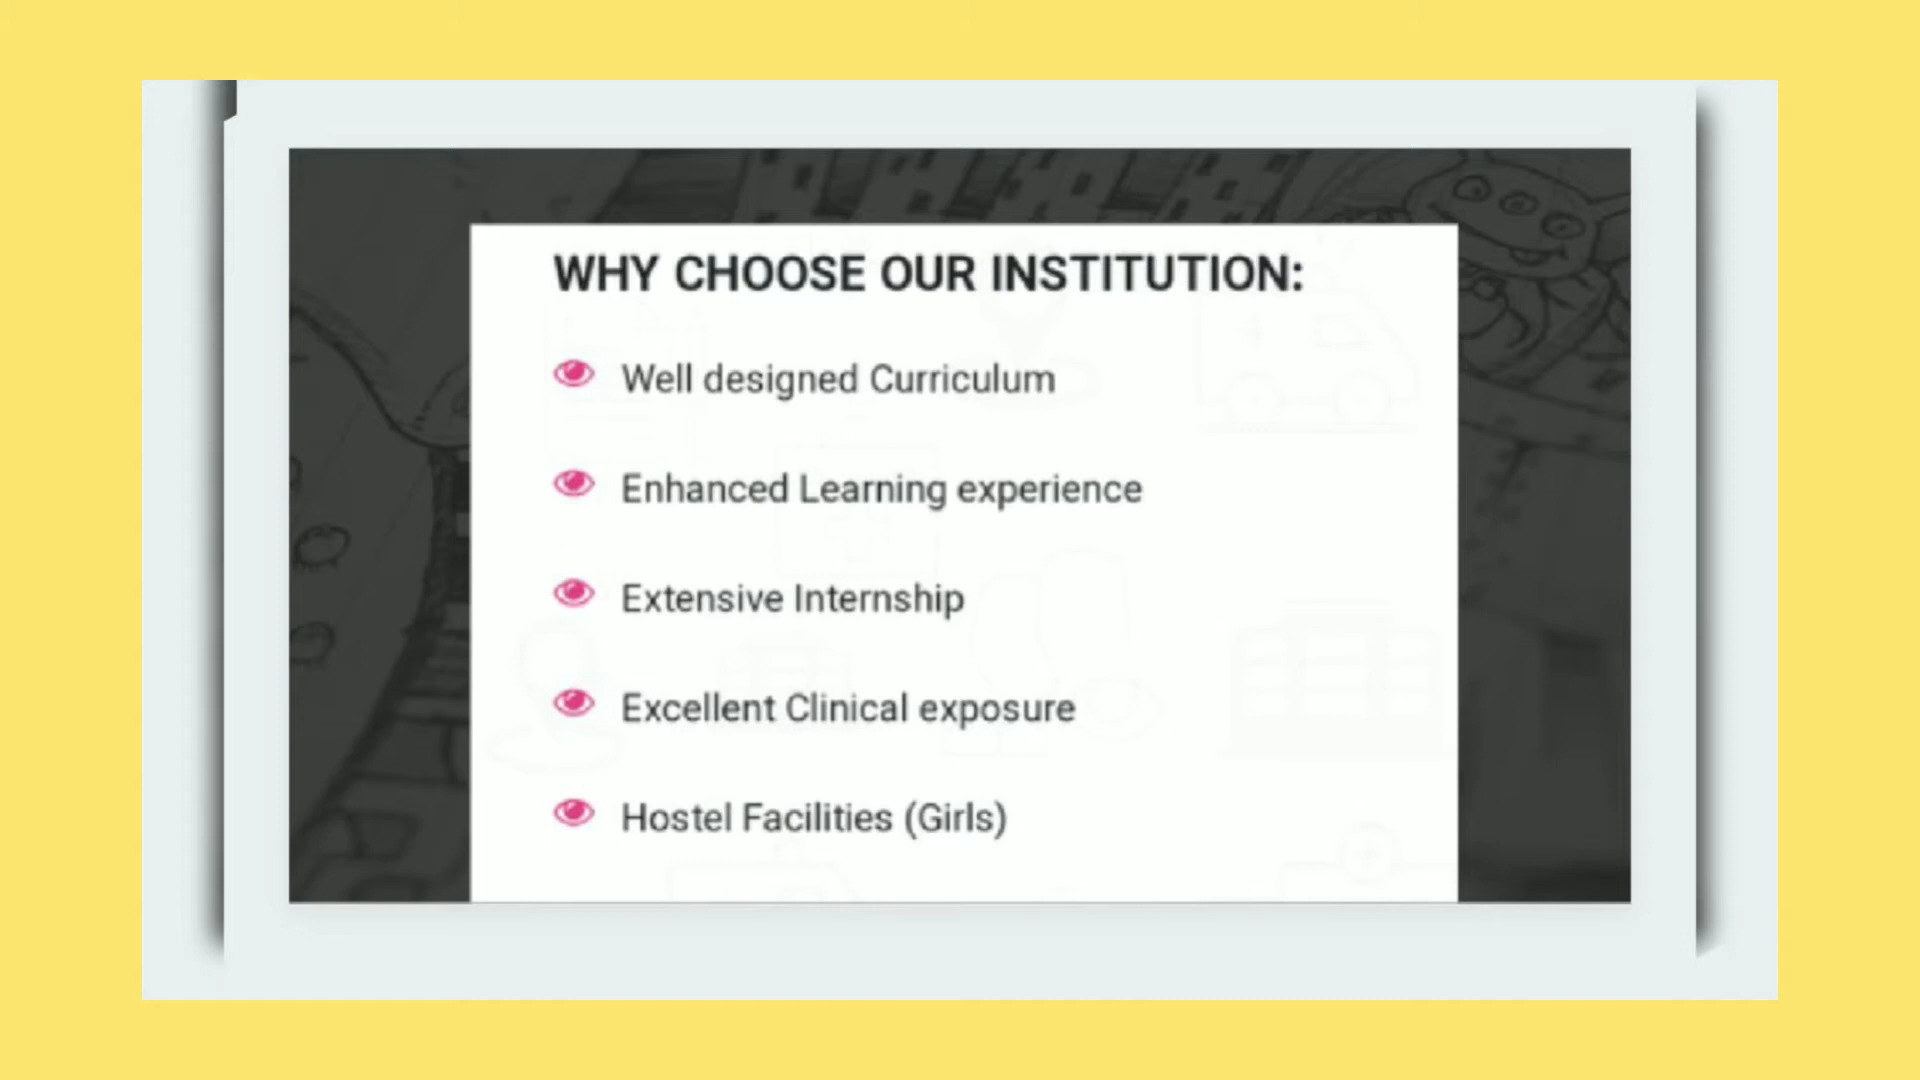 WHY CHOOSE OUR INSTITUTION:
Well designed Curriculum
Enhanced Learning experience
Extensive Internship
Excellent Clinical exposure
Hostel Facilities (Girls)